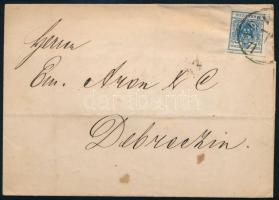 Herrn
Em. Aron & C
Debreczin.